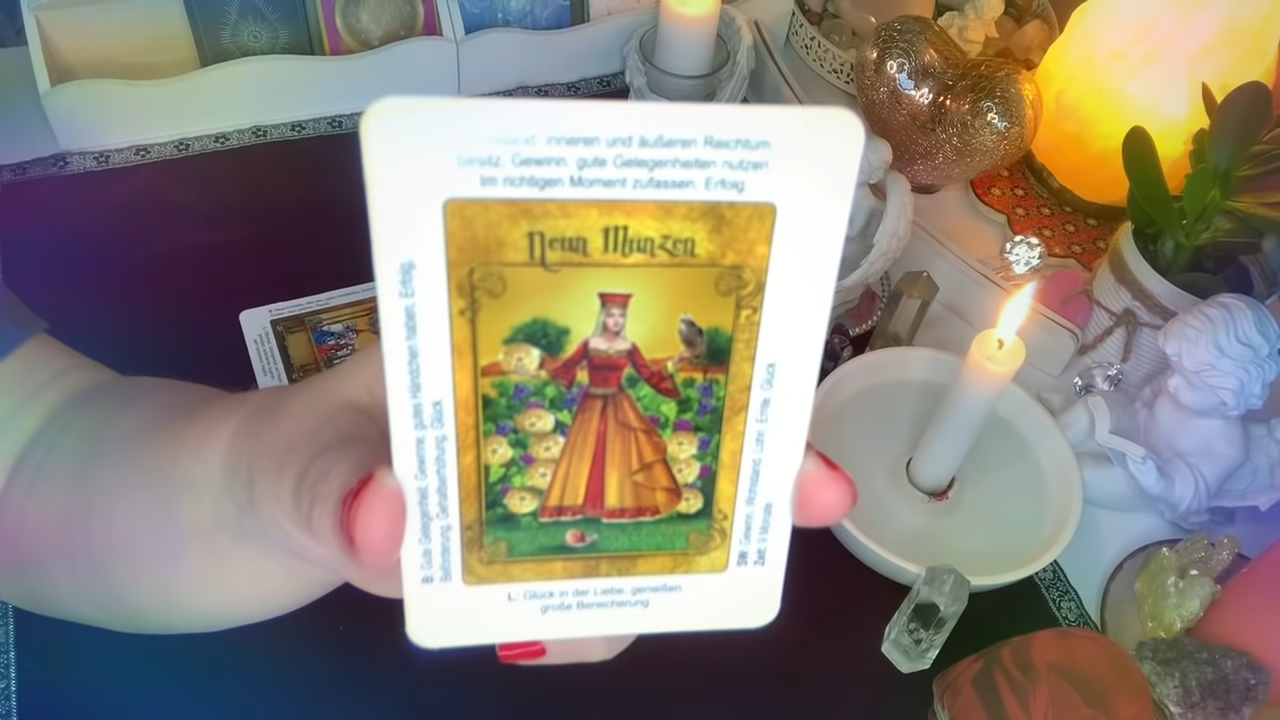 inneren und äußeren Reichtum
Gewinn, gute Gelegenheiten nutzen
Im richtigen Moment zufassen, Erfolg
Neun Münzen
B: Gute Gelegenheit, Gewinne, gutes Händchen haben, Erfolg,
Beförderung, Gehaltserhöhung, Glück
SW: Gewinn, Wohlstand, Lohn, Ernte, Glück
Zeit: 9 Monate
L: Glück in der Liebe, genießen
große Bereicherung